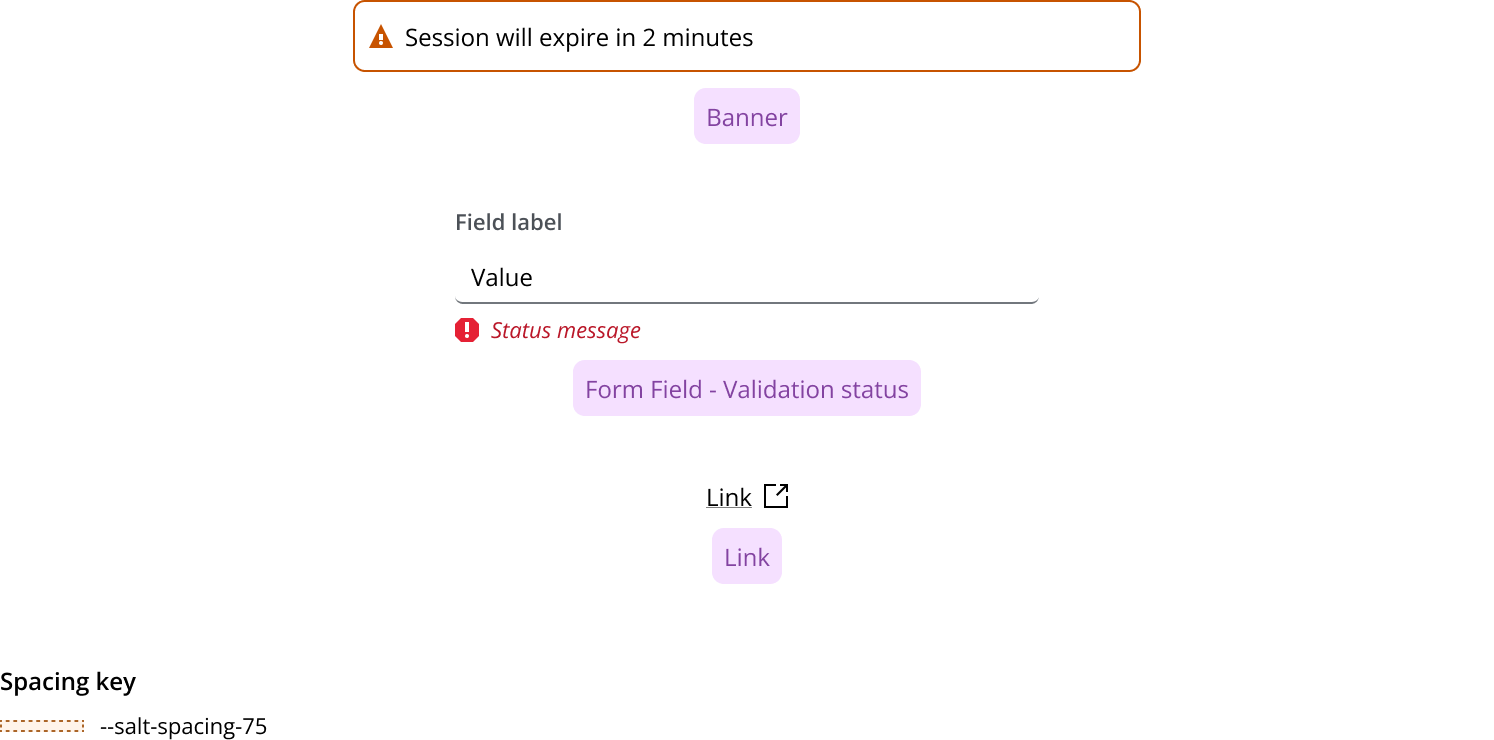 Session will expire in 2 minutes
Banner
Field label
Value
Status message
Form Field - Validation status
Link
Link
Spacing key
--salt-spacing-75